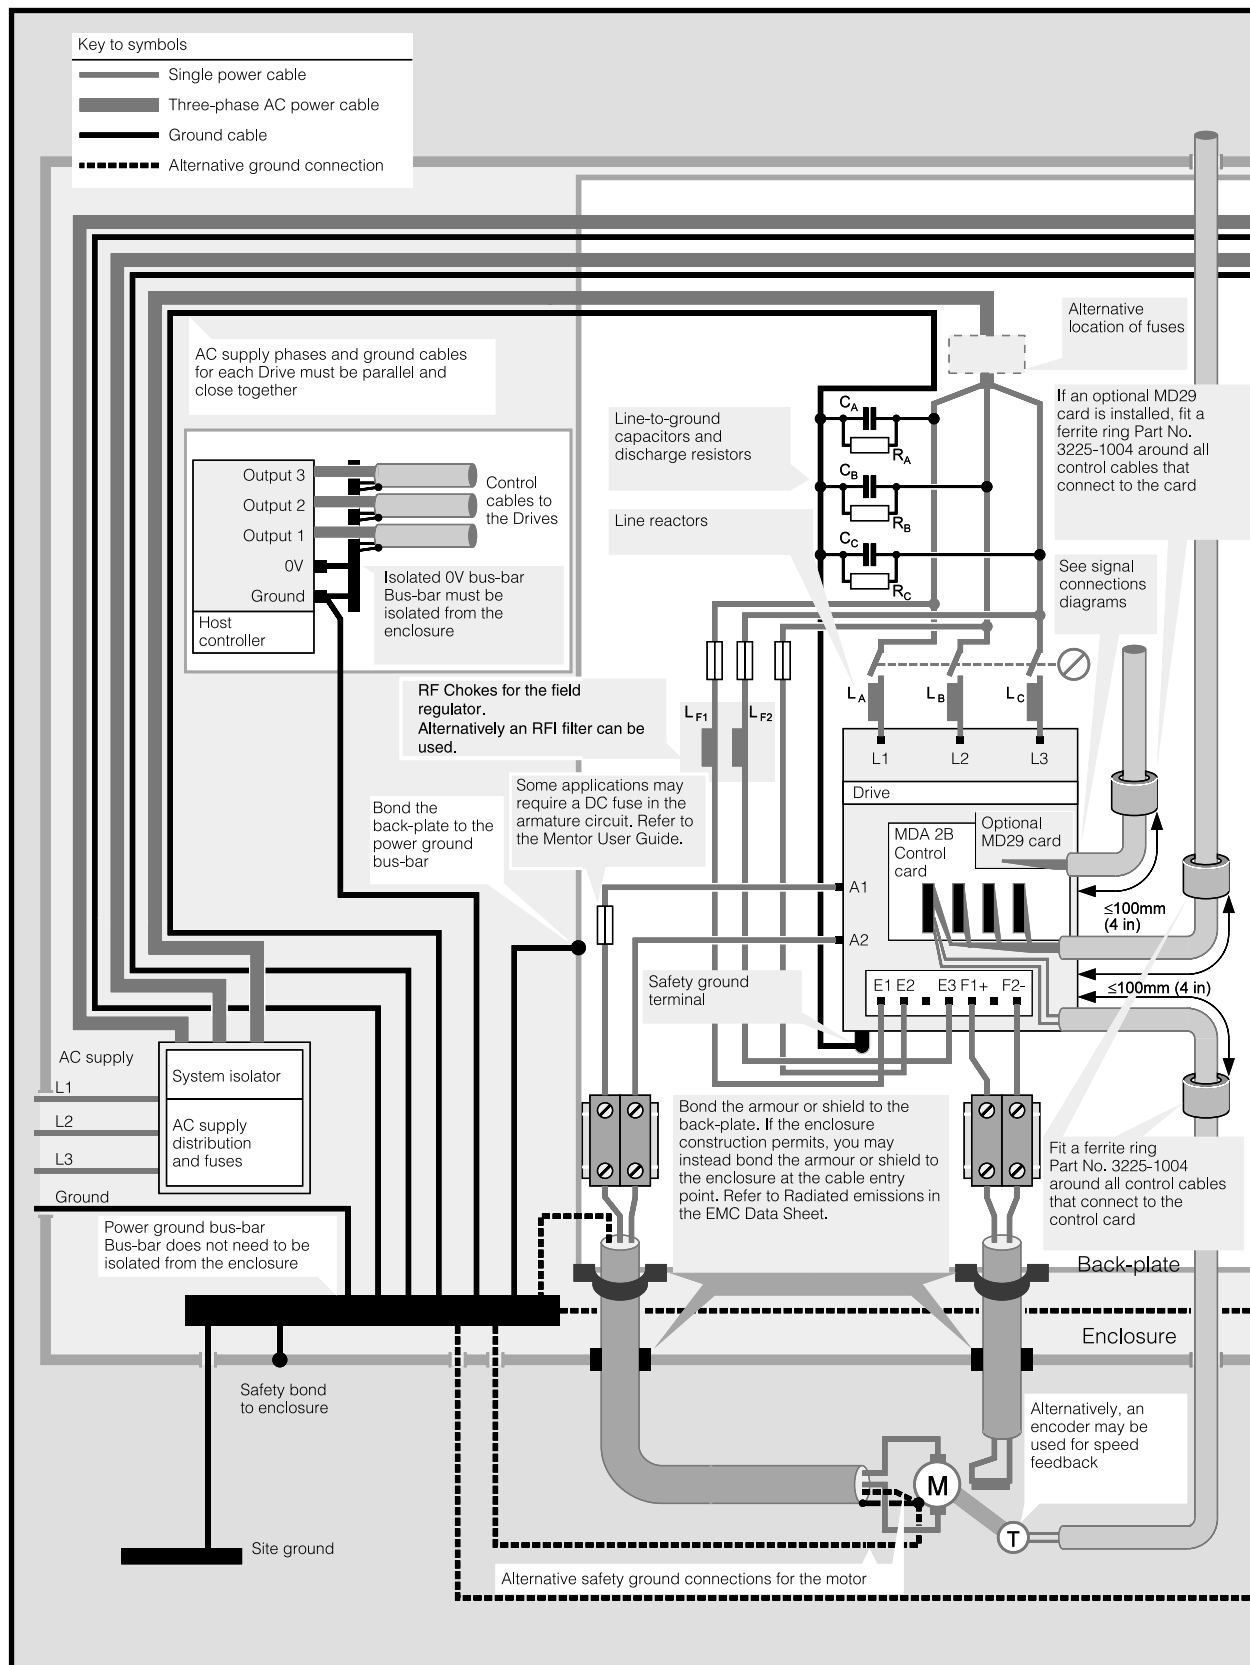 Key to symbols
Single power cable
Three-phase AC power cable
Ground cable
Alternative ground connection
Alternative
location of fuses
AC supply phases and ground cables
for each Drive must be parallel and
close together
If an optional MD29
card is installed, fit a
ferrite ring Part No.
3225-1004 around all
control cables that
connect to the card
Line-to-ground
capacitors and
discharge resistors
CA
RA
CB
RB
CC
RC
Line reactors
Output 3
Output 2
Output 1
0V
Ground
Host
controller
Control
cables to
the Drives
Isolated 0V bus-bar
Bus-bar must be
isolated from the
enclosure
See signal
connections
diagrams
RF Chokes for the field
regulator.
Alternatively an RFI filter can be
used.
LF1
LF2
LA
LB
LC
L1
L2
L3
Drive
Some applications may
require a DC fuse in the
armature circuit. Refer to
the Mentor User Guide.
Bond the
back-plate to the
power ground
bus-bar
MDA 2B
Control
card
Optional
MD29 card
A1
A2
≤100mm
(4 in)
≤100mm (4 in)
Safety ground
terminal
E1 E2 E3 F1+ F2-
AC supply
L1
L2
L3
Ground
System isolator
AC supply
distribution
and fuses
Bond the armour or shield to the
back-plate. If the enclosure
construction permits, you may
instead bond the armour or shield to
the enclosure at the cable entry
point. Refer to Radiated emissions in
the EMC Data Sheet.
Fit a ferrite ring
Part No. 3225-1004
around all control cables
that connect to the
control card
Power ground bus-bar
Bus-bar does not need to be
isolated from the enclosure
Back-plate
Enclosure
Safety bond
to enclosure
Alternatively, an
encoder may be
used for speed
feedback
M
T
Site ground
Alternative safety ground connections for the motor